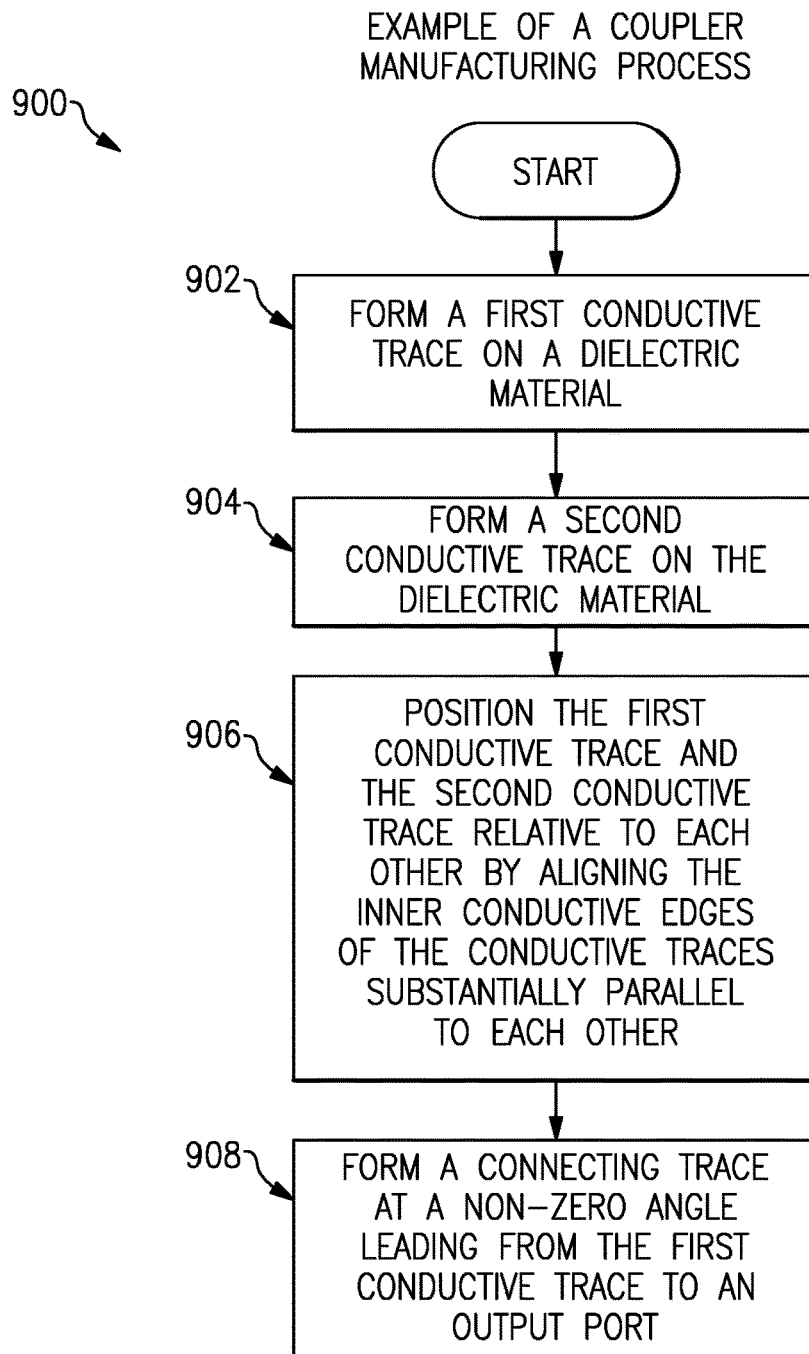 EXAMPLE OF A COUPLER
MANUFACTURING PROCESS
900
START
902
FORM A FIRST CONDUCTIVE
TRACE ON A DIELECTRIC
MATERIAL
904
FORM A SECOND
CONDUCTIVE TRACE ON THE
DIELECTRIC MATERIAL
906
POSITION THE FIRST
CONDUCTIVE TRACE AND
THE SECOND CONDUCTIVE
TRACE RELATIVE TO EACH
OTHER BY ALIGNING THE
INNER CONDUCTIVE EDGES
OF THE CONDUCTIVE TRACES
SUBSTANTIALLY PARALLEL
TO EACH OTHER
908
FORM A CONNECTING TRACE
AT A NON-ZERO ANGLE
LEADING FROM THE FIRST
CONDUCTIVE TRACE TO AN
OUTPUT PORT